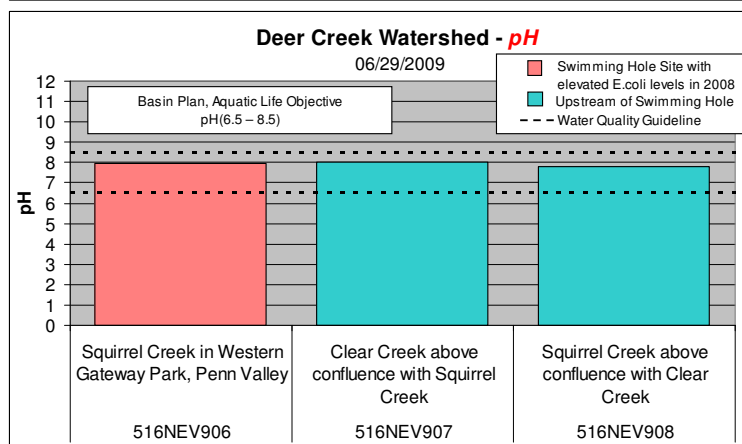 Deer Creek Watershed - pH
06/29/2009
Swimming Hole Site with
elevated E.coli levels in 2008
Upstream of Swimming Hole
Water Quality Guideline
Basin Plan, Aquatic Life Objective
pH(6.5 – 8.5)
pH
12
11
10
9
8
7
6
5
4
3
2
1
0
Squirrel Creek in Western
Gateway Park, Penn Valley
516NEV906
Clear Creek above
confluence with Squirrel
Creek
516NEV907
Squirrel Creek above
confluence with Clear
Creek
516NEV908